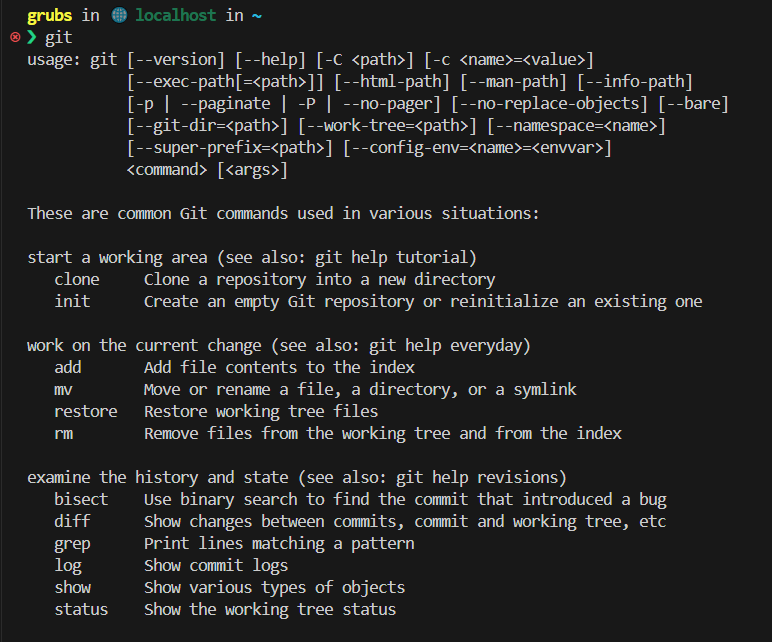 grubs in 🌐 localhost in ~
❯ git
usage: git [--version] [--help] [-C <path>] [-c <name>=<value>]
           [--exec-path[=<path>]] [--html-path] [--man-path] [--info-path]
           [-p | --paginate | -P | --no-pager] [--no-replace-objects] [--bare]
           [--git-dir=<path>] [--work-tree=<path>] [--namespace=<name>]
           [--super-prefix=<path>] [--config-env=<name>=<envvar>]
           <command> [<args>]

These are common Git commands used in various situations:

start a working area (see also: git help tutorial)
   clone     Clone a repository into a new directory
   init      Create an empty Git repository or reinitialize an existing one

work on the current change (see also: git help everyday)
   add       Add file contents to the index
   mv        Move or rename a file, a directory, or a symlink
   restore   Restore working tree files
   rm        Remove files from the working tree and from the index

examine the history and state (see also: git help revisions)
   bisect    Use binary search to find the commit that introduced a bug
   diff      Show changes between commits, commit and working tree, etc
   grep      Print lines matching a pattern
   log       Show commit logs
   show      Show various types of objects
   status    Show the working tree status